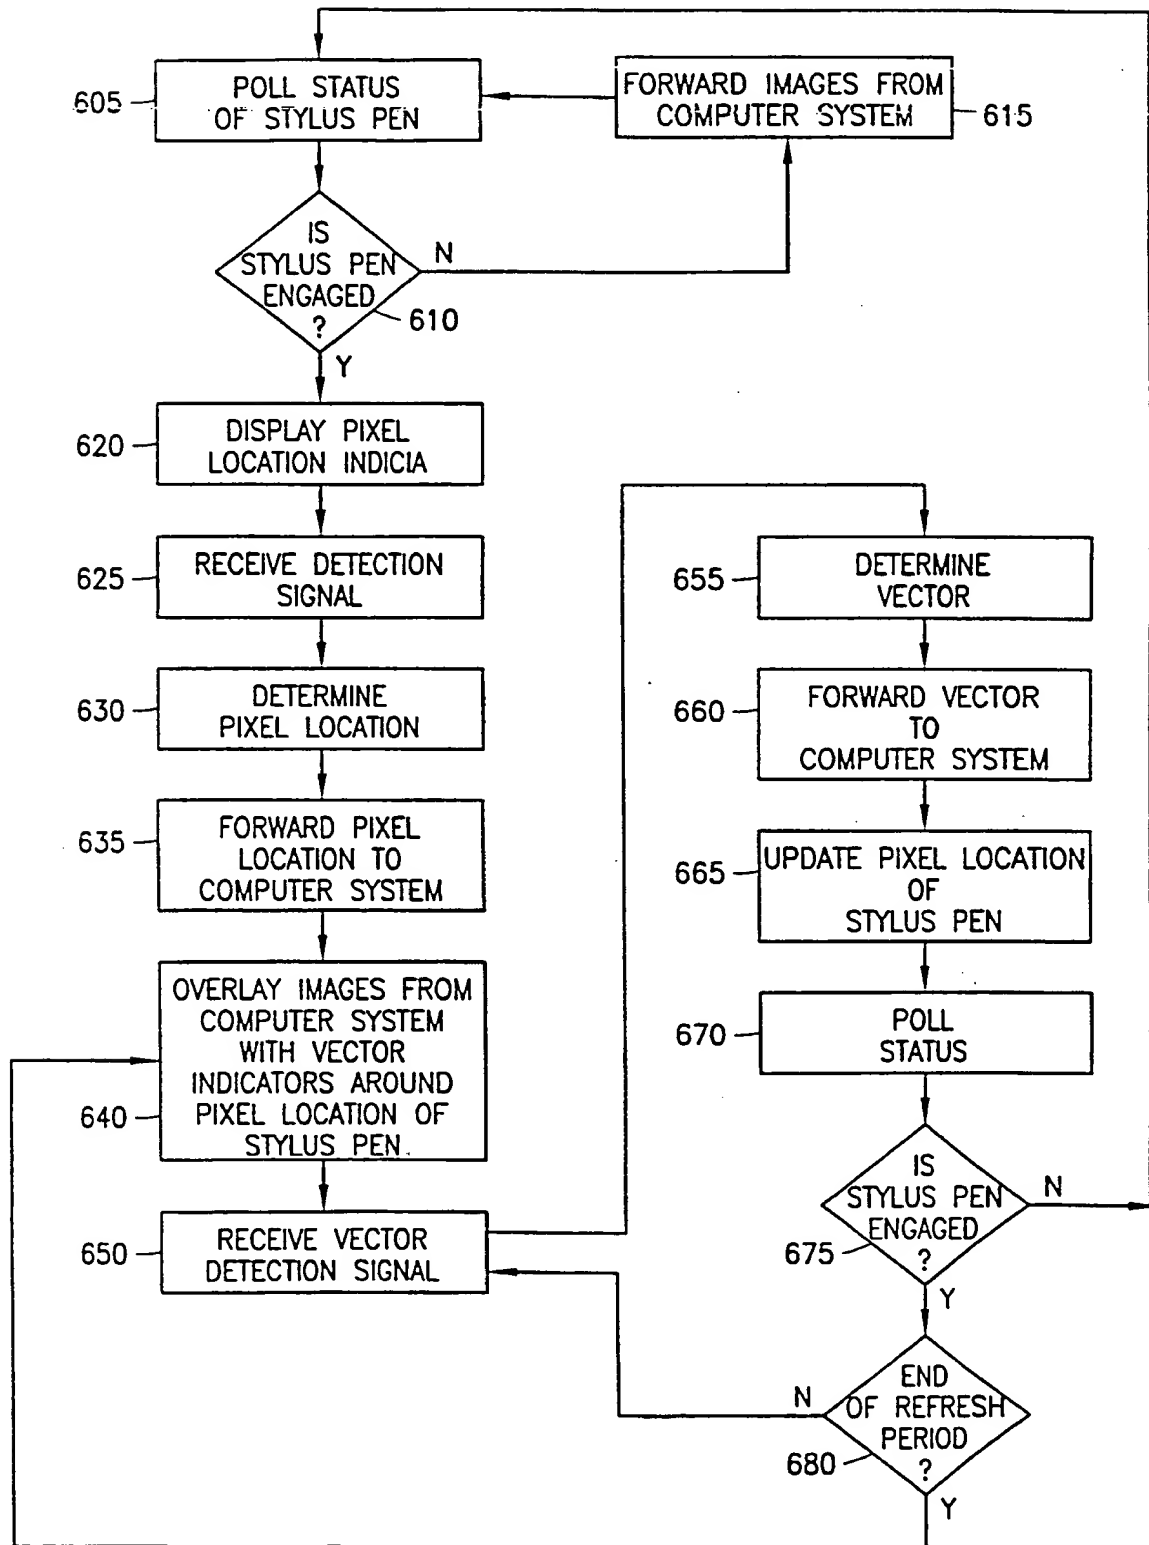 605
POLL STATUS
OF STYLUS PEN
FORWARD IMAGES FROM
COMPUTER SYSTEM
615
IS
STYLUS PEN
ENGAGED
?
610
N
Y
620
DISPLAY PIXEL
LOCATION INDICIA
625
RECEIVE DETECTION
SIGNAL
630
DETERMINE
PIXEL LOCATION
635
FORWARD PIXEL
LOCATION TO
COMPUTER SYSTEM
640
OVERLAY IMAGES FROM
COMPUTER SYSTEM
WITH VECTOR
INDICATORS AROUND
PIXEL LOCATION OF
STYLUS PEN
650
RECEIVE VECTOR
DETECTION SIGNAL
655
DETERMINE
VECTOR
660
FORWARD VECTOR
TO
COMPUTER SYSTEM
665
UPDATE PIXEL LOCATION
OF
STYLUS PEN
670
POLL
STATUS
IS
STYLUS PEN
ENGAGED
?
675
N
Y
END
OF REFRESH
PERIOD
?
680
N
Y